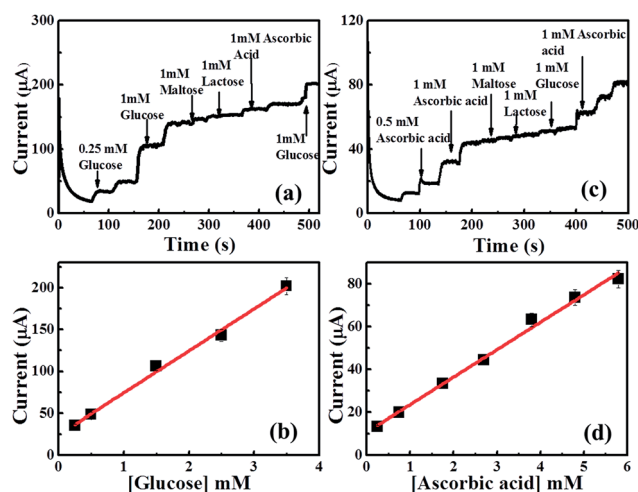 300
200
100
0
Current (μA)
0.25 mM
Glucose
1mM
Glucose
1mM
Maltose
1mM
Lactose
1mM Ascorbic
Acid
1mM
Glucose
(a)
0 100 200 300 400 500
Time (s)
120
80
40
0
Current (μA)
0.5 mM
Ascorbic acid
1 mM
Ascorbic acid
1 mM
Maltose
1 mM
Lactose
1 mM
Glucose
1 mM Ascorbic
acid
(c)
0 100 200 300 400 500
Time (s)
200
150
100
50
0
Current (μA)
(b)
0 1 2 3 4
[Glucose] mM
80
60
40
20
0
Current (μA)
(d)
0 1 2 3 4 5 6
[Ascorbic acid] mM